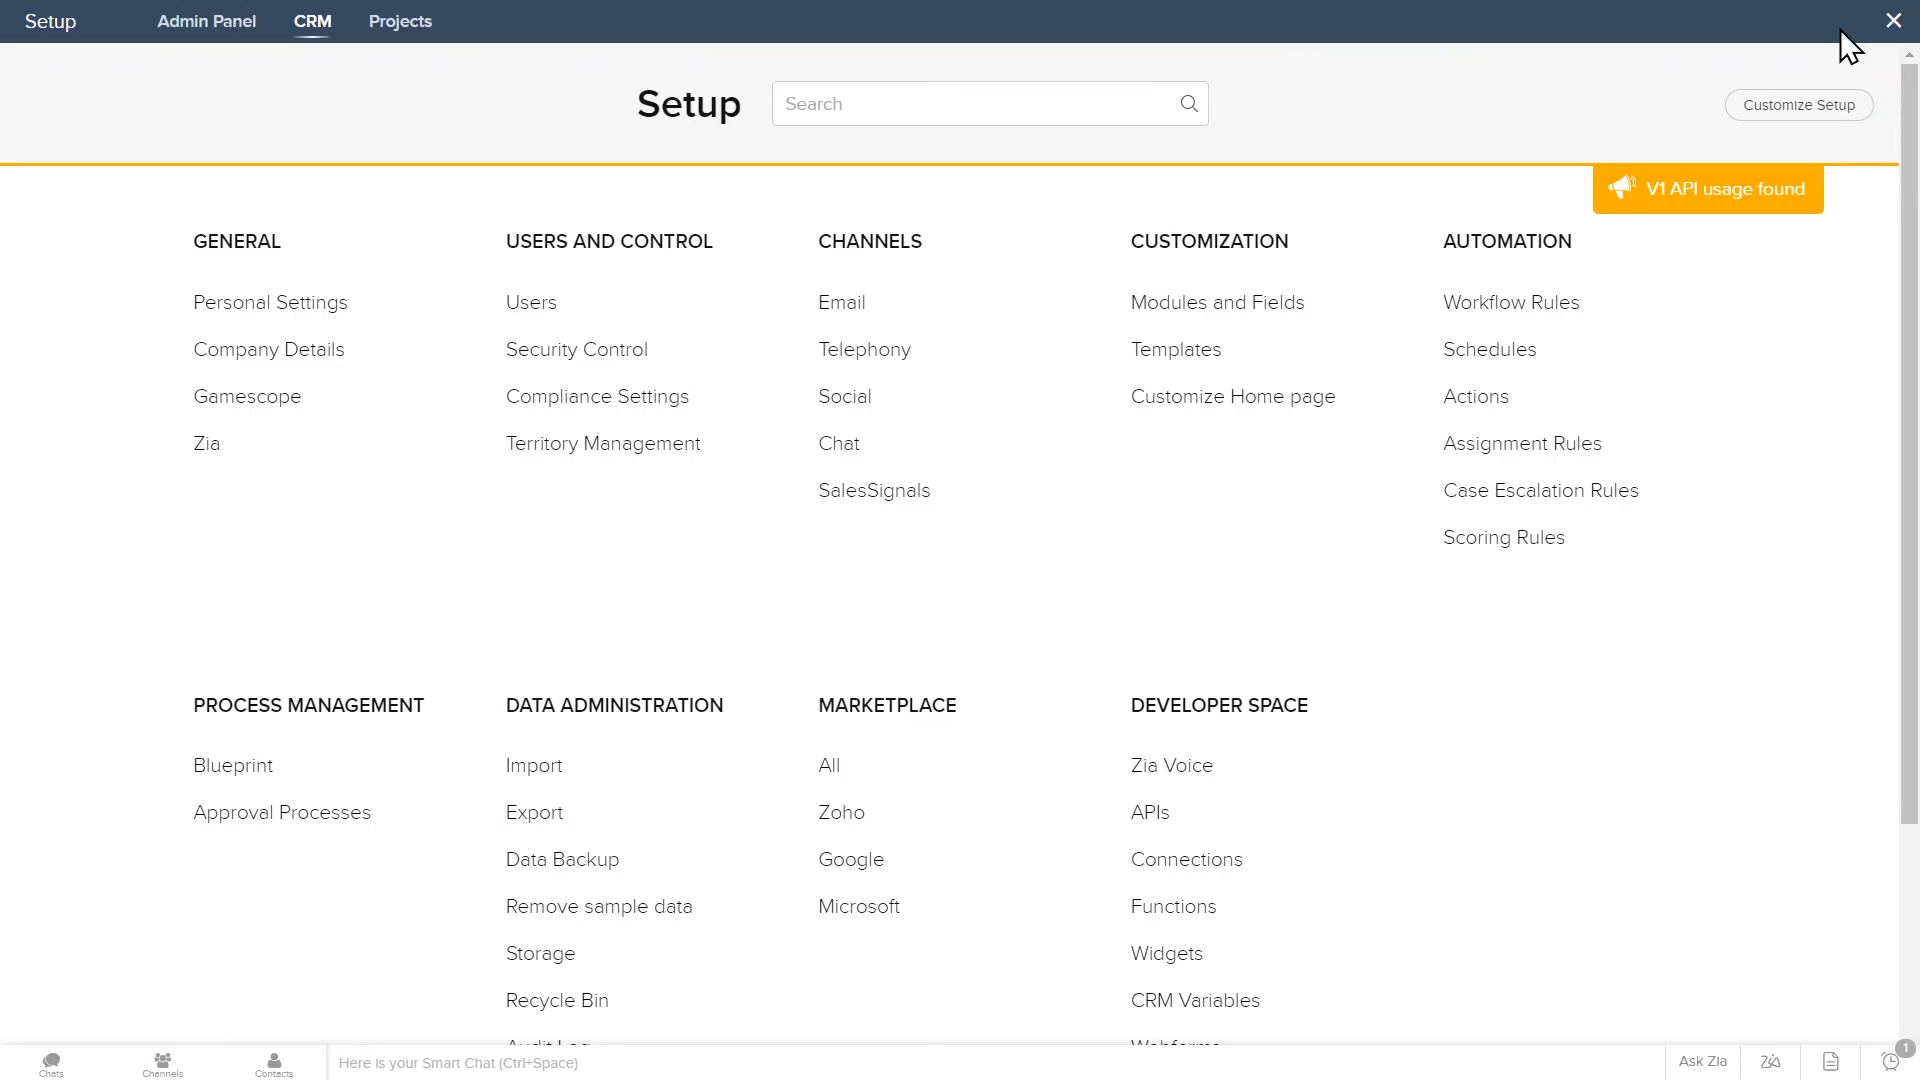 Setup Admin Panel CRM Projects
Setup Search Customize Setup
V1 API usage found
GENERAL
Personal Settings
Company Details
Gamescope
Zia
USERS AND CONTROL
Users
Security Control
Compliance Settings
Territory Management
CHANNELS
Email
Telephony
Social
Chat
SalesSignals
CUSTOMIZATION
Modules and Fields
Templates
Customize Home page
AUTOMATION
Workflow Rules
Schedules
Actions
Assignment Rules
Case Escalation Rules
Scoring Rules
PROCESS MANAGEMENT
Blueprint
Approval Processes
DATA ADMINISTRATION
Import
Export
Data Backup
Remove sample data
Storage
Recycle Bin
Audit Log
MARKETPLACE
All
Zoho
Google
Microsoft
DEVELOPER SPACE
Zia Voice
APIs
Connections
Functions
Widgets
CRM Variables
Webforms
Chats Channels Contacts Here is your Smart Chat (Ctrl+Space) Ask Zia 1